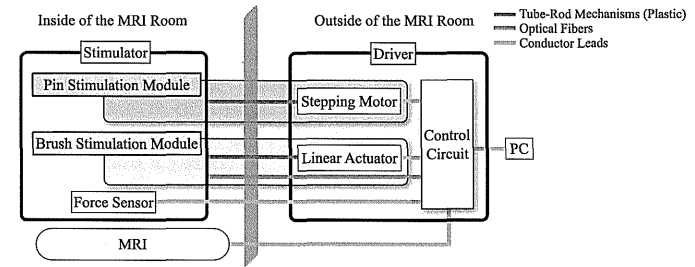 Inside of the MRI Room
Outside of the MRI Room
Tube-Rod Mechanisms (Plastic)
Optical Fibers
Conductor Leads
Stimulator
Driver
Pin Stimulation Module
Stepping Motor
Brush Stimulation Module
Linear Actuator
Control
Circuit
PC
Force Sensor
MRI